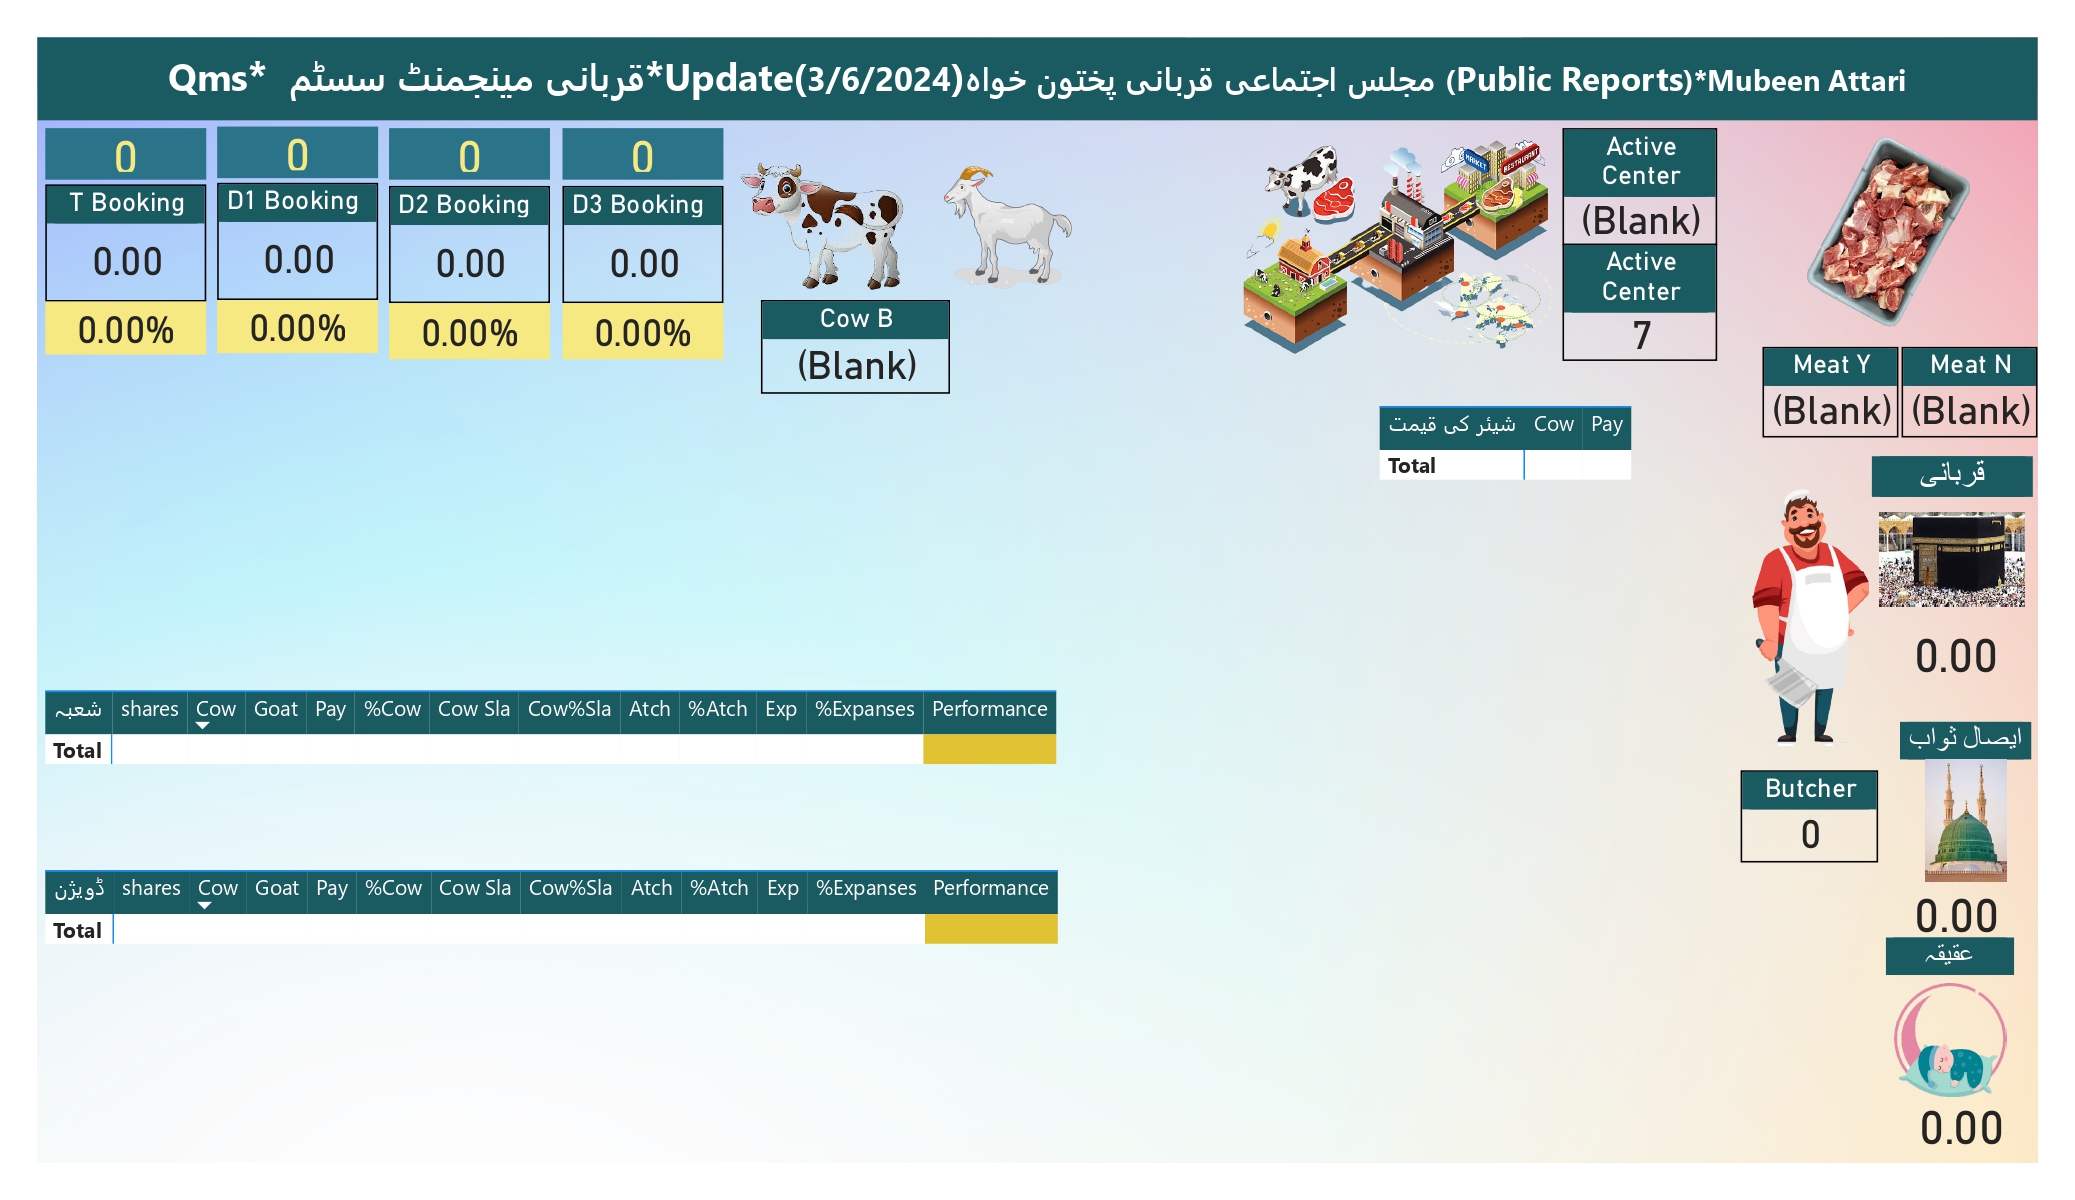 Qms* قربانی مینجمنٹ سسٹم*Update(3/6/2024)مجلس اجتماعی قربانی پختون خواہ (Public Reports)*Mubeen Attari
0 0 0 0
T Booking D1 Booking D2 Booking D3 Booking
0.00 0.00 0.00 0.00
0.00% 0.00% 0.00% 0.00%
Cow B
(Blank)
MARKET RESTAURANT
Active
Center
(Blank)
Active
Center
7
Meat Y Meat N
(Blank) (Blank)
شیئر کی قیمت Cow Pay
Total
قربانی
0.00
شعبہ shares Cow Goat Pay %Cow Cow Sla Cow%Sla Atch %Atch Exp %Expanses Performance
Total
ایصال ثواب
Butcher
0
0.00
ڈویژن shares Cow Goat Pay %Cow Cow Sla Cow%Sla Atch %Atch Exp %Expanses Performance
Total
عقیقہ
0.00